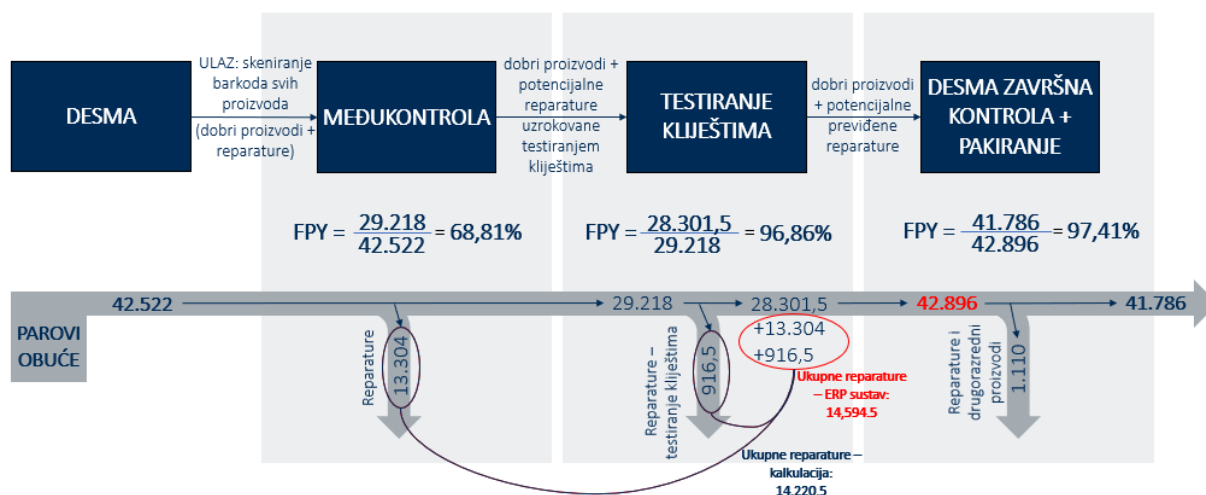 DESMA
ULAZ: skeniranje
barkoda svih
proizvoda
(dobri proizvodi +
reparature)
MEĐUKONTROLA
dobri proizvodi +
potencijalne
reparature
uzrokovane
testiranjem
kliještima
TESTIRANJE
KLIJEŠTIMA
dobri proizvodi
+ potencijalne
previđene
reparature
DESMA ZAVRŠNA
KONTROLA +
PAKIRANJE
FPY = 29.218 / 42.522 = 68,81%
FPY = 28.301,5 / 29.218 = 96,86%
FPY = 41.786 / 42.896 = 97,41%
PAROVI
OBUĆE
42.522
29.218
28.301,5
42.896
41.786
Reparature
13.304
Reparature –
testiranje kliještima
916,5
+13.304
+916,5
Ukupne reparature
– ERP sustav:
14,594.5
Reparature i
drugorazredni
proizvodi
1.110
Ukupne reparature –
kalkulacija:
14.220.5